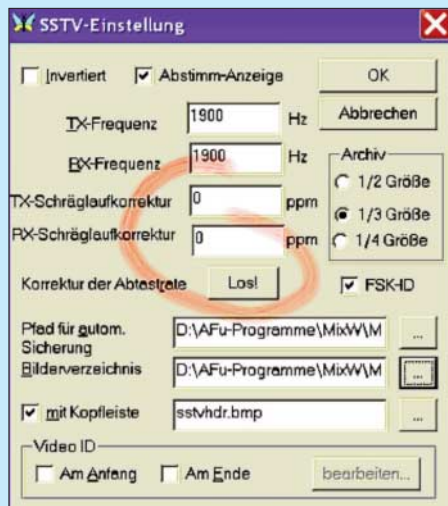 SSTV-Einstellung
Invertiert Abstimm-Anzeige OK
TX-Frequenz 1900 Hz Abbrechen
RX-Frequenz 1900 Hz Archiv
1/2 Größe
TX-Schräglaufkorrektur 0 ppm 1/3 Größe
RX-Schräglaufkorrektur 0 ppm 1/4 Größe
Korrektur der Abtastrate Los! FSK-ID
Pfad für autom. Sicherung D:\AFu-Programme\MixW\M ...
Bilderverzeichnis D:\AFu-Programme\MixW\M ...
mit Kopfleiste sstvhdr.bmp ...
Video ID
Am Anfang Am Ende bearbeiten...